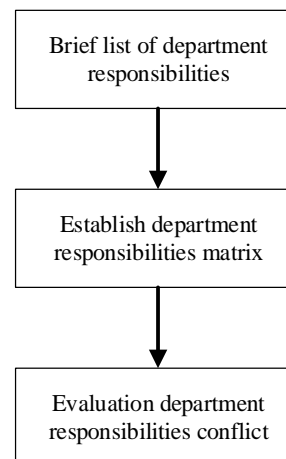 Brief list of department
responsibilities
Establish department
responsibilities matrix
Evaluation department
responsibilities conflict